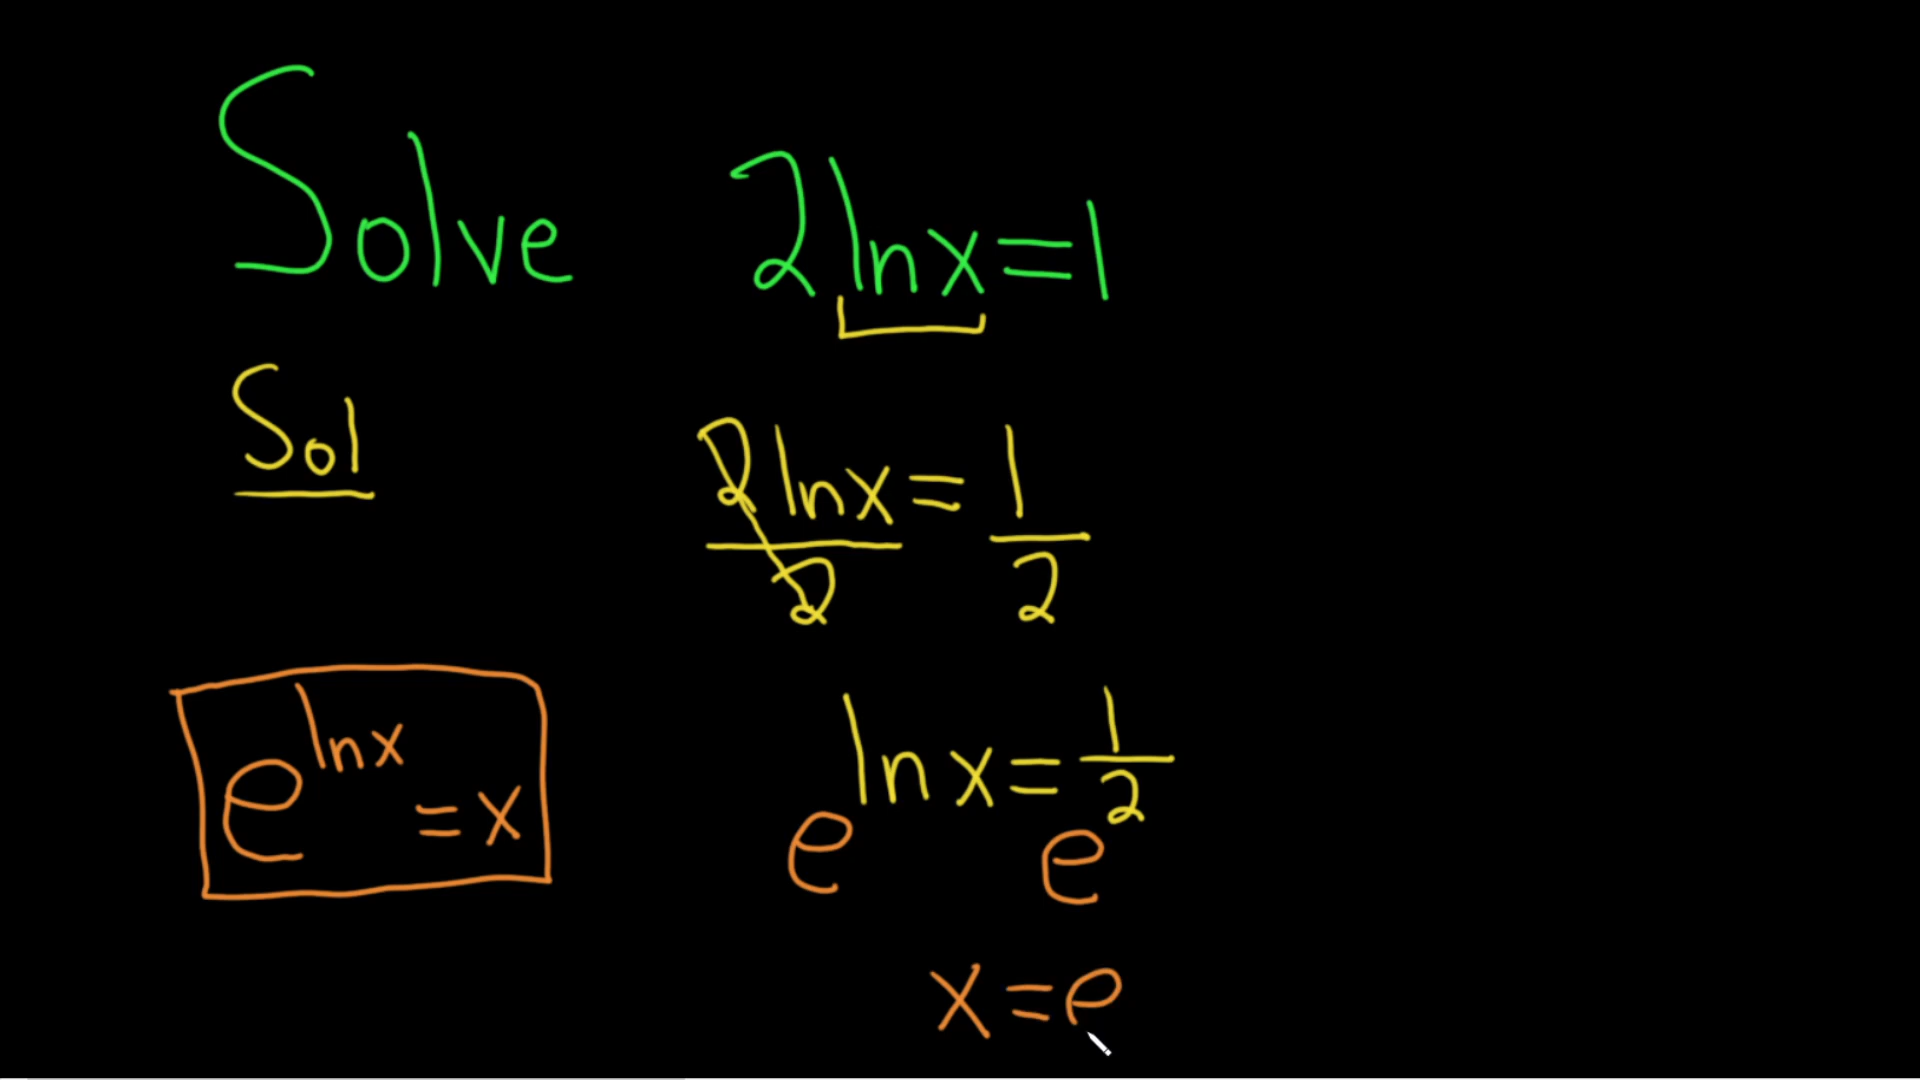 Solve 2lnx=1
Sol
2lnx/2 = 1/2
e^lnx = x
e^lnx = e^1/2
x=e